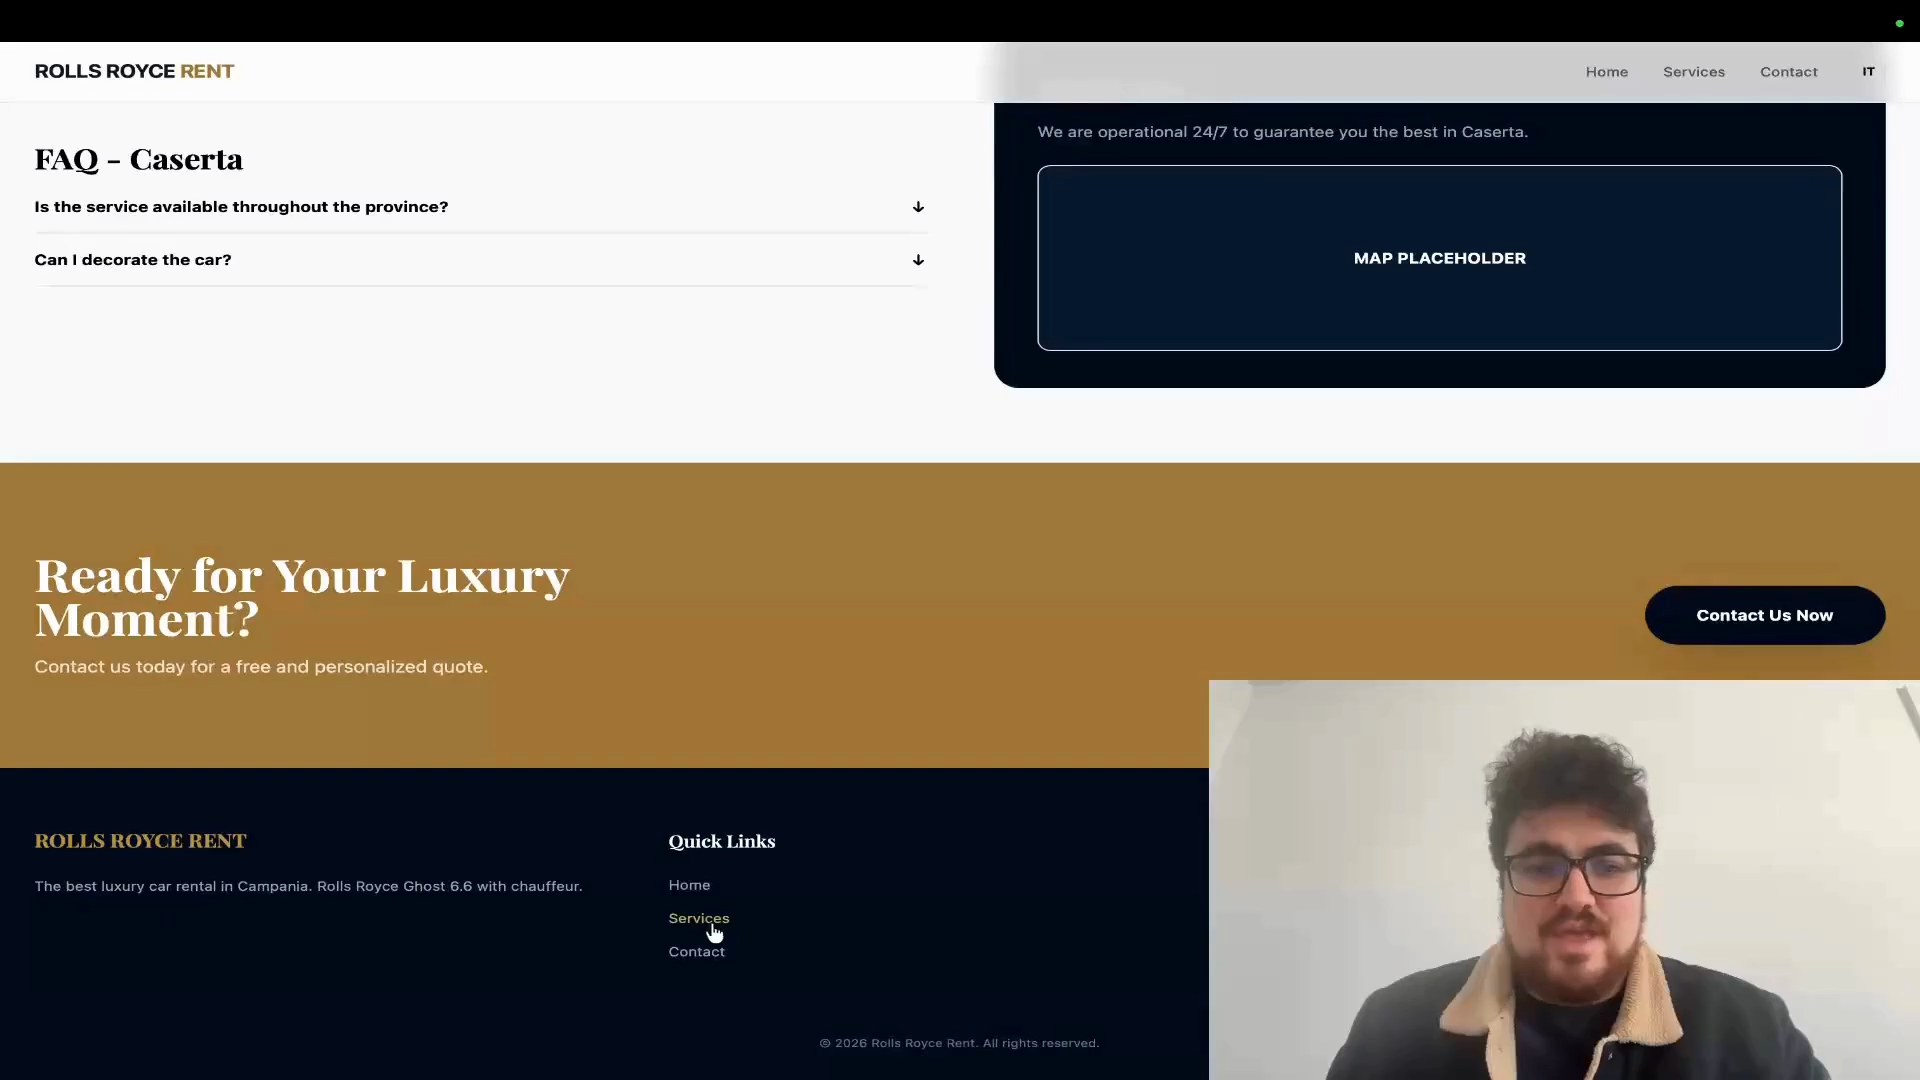 ROLLS ROYCE RENT
Home
Services
Contact
IT
FAQ - Caserta
Is the service available throughout the province?
Can I decorate the car?
We are operational 24/7 to guarantee you the best in Caserta.
MAP PLACEHOLDER
Ready for Your Luxury
Moment?
Contact us today for a free and personalized quote.
Contact Us Now
ROLLS ROYCE RENT
The best luxury car rental in Campania. Rolls Royce Ghost 6.6 with chauffeur.
Quick Links
Home
Services
Contact
© 2026 Rolls Royce Rent. All rights reserved.